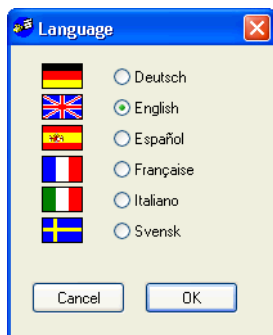 Language
Deutsch
English
Español
Française
Italiano
Svensk
Cancel OK